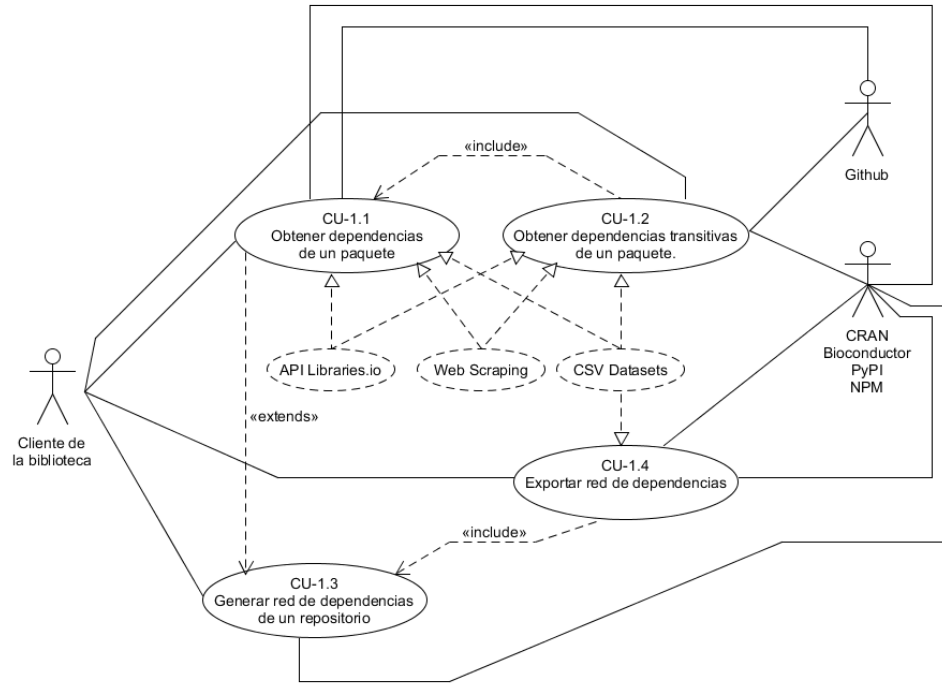 «include»
Github
CU-1.1
Obtener dependencias
de un paquete
CU-1.2
Obtener dependencias transitivas
de un paquete.
CRAN
Bioconductor
PyPI
NPM
API Libraries.io
Web Scraping
CSV Datasets
«extends»
Cliente de
la biblioteca
CU-1.4
Exportar red de dependencias
«include»
CU-1.3
Generar red de dependencias
de un repositorio